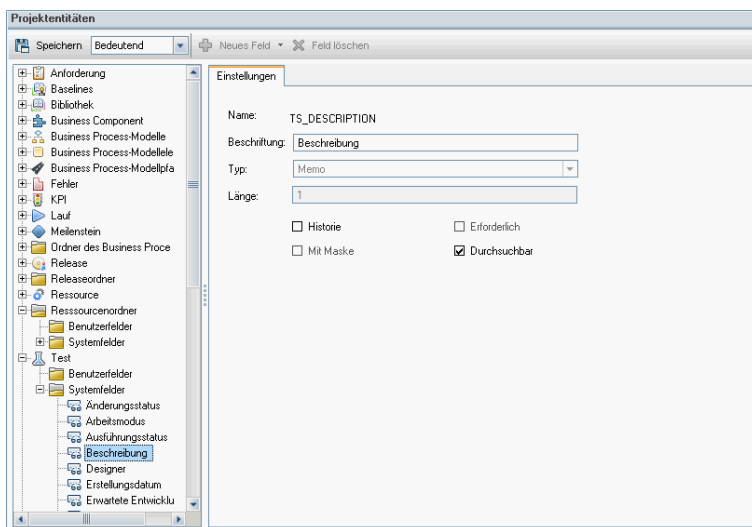 Projektentitäten
Speichern Bedeutend Neues Feld Feld löschen
Anforderung
Baselines
Bibliothek
Business Component
Business Process-Modelle
Business Process-Modellele
Business Process-Modellpfa
Fehler
KPI
Lauf
Meilenstein
Ordner des Business Proce
Release
Releaseordner
Ressource
Resssourcenordner
Benutzerfelder
Systemfelder
Test
Benutzerfelder
Systemfelder
Änderungsstatus
Arbeitsmodus
Ausführungsstatus
Beschreibung
Designer
Erstellungsdatum
Erwartete Entwicklu
Einstellungen
Name: TS_DESCRIPTION
Beschriftung: Beschreibung
Typ: Memo
Länge: 1
Historie Erforderlich
Mit Maske Durchsuchbar